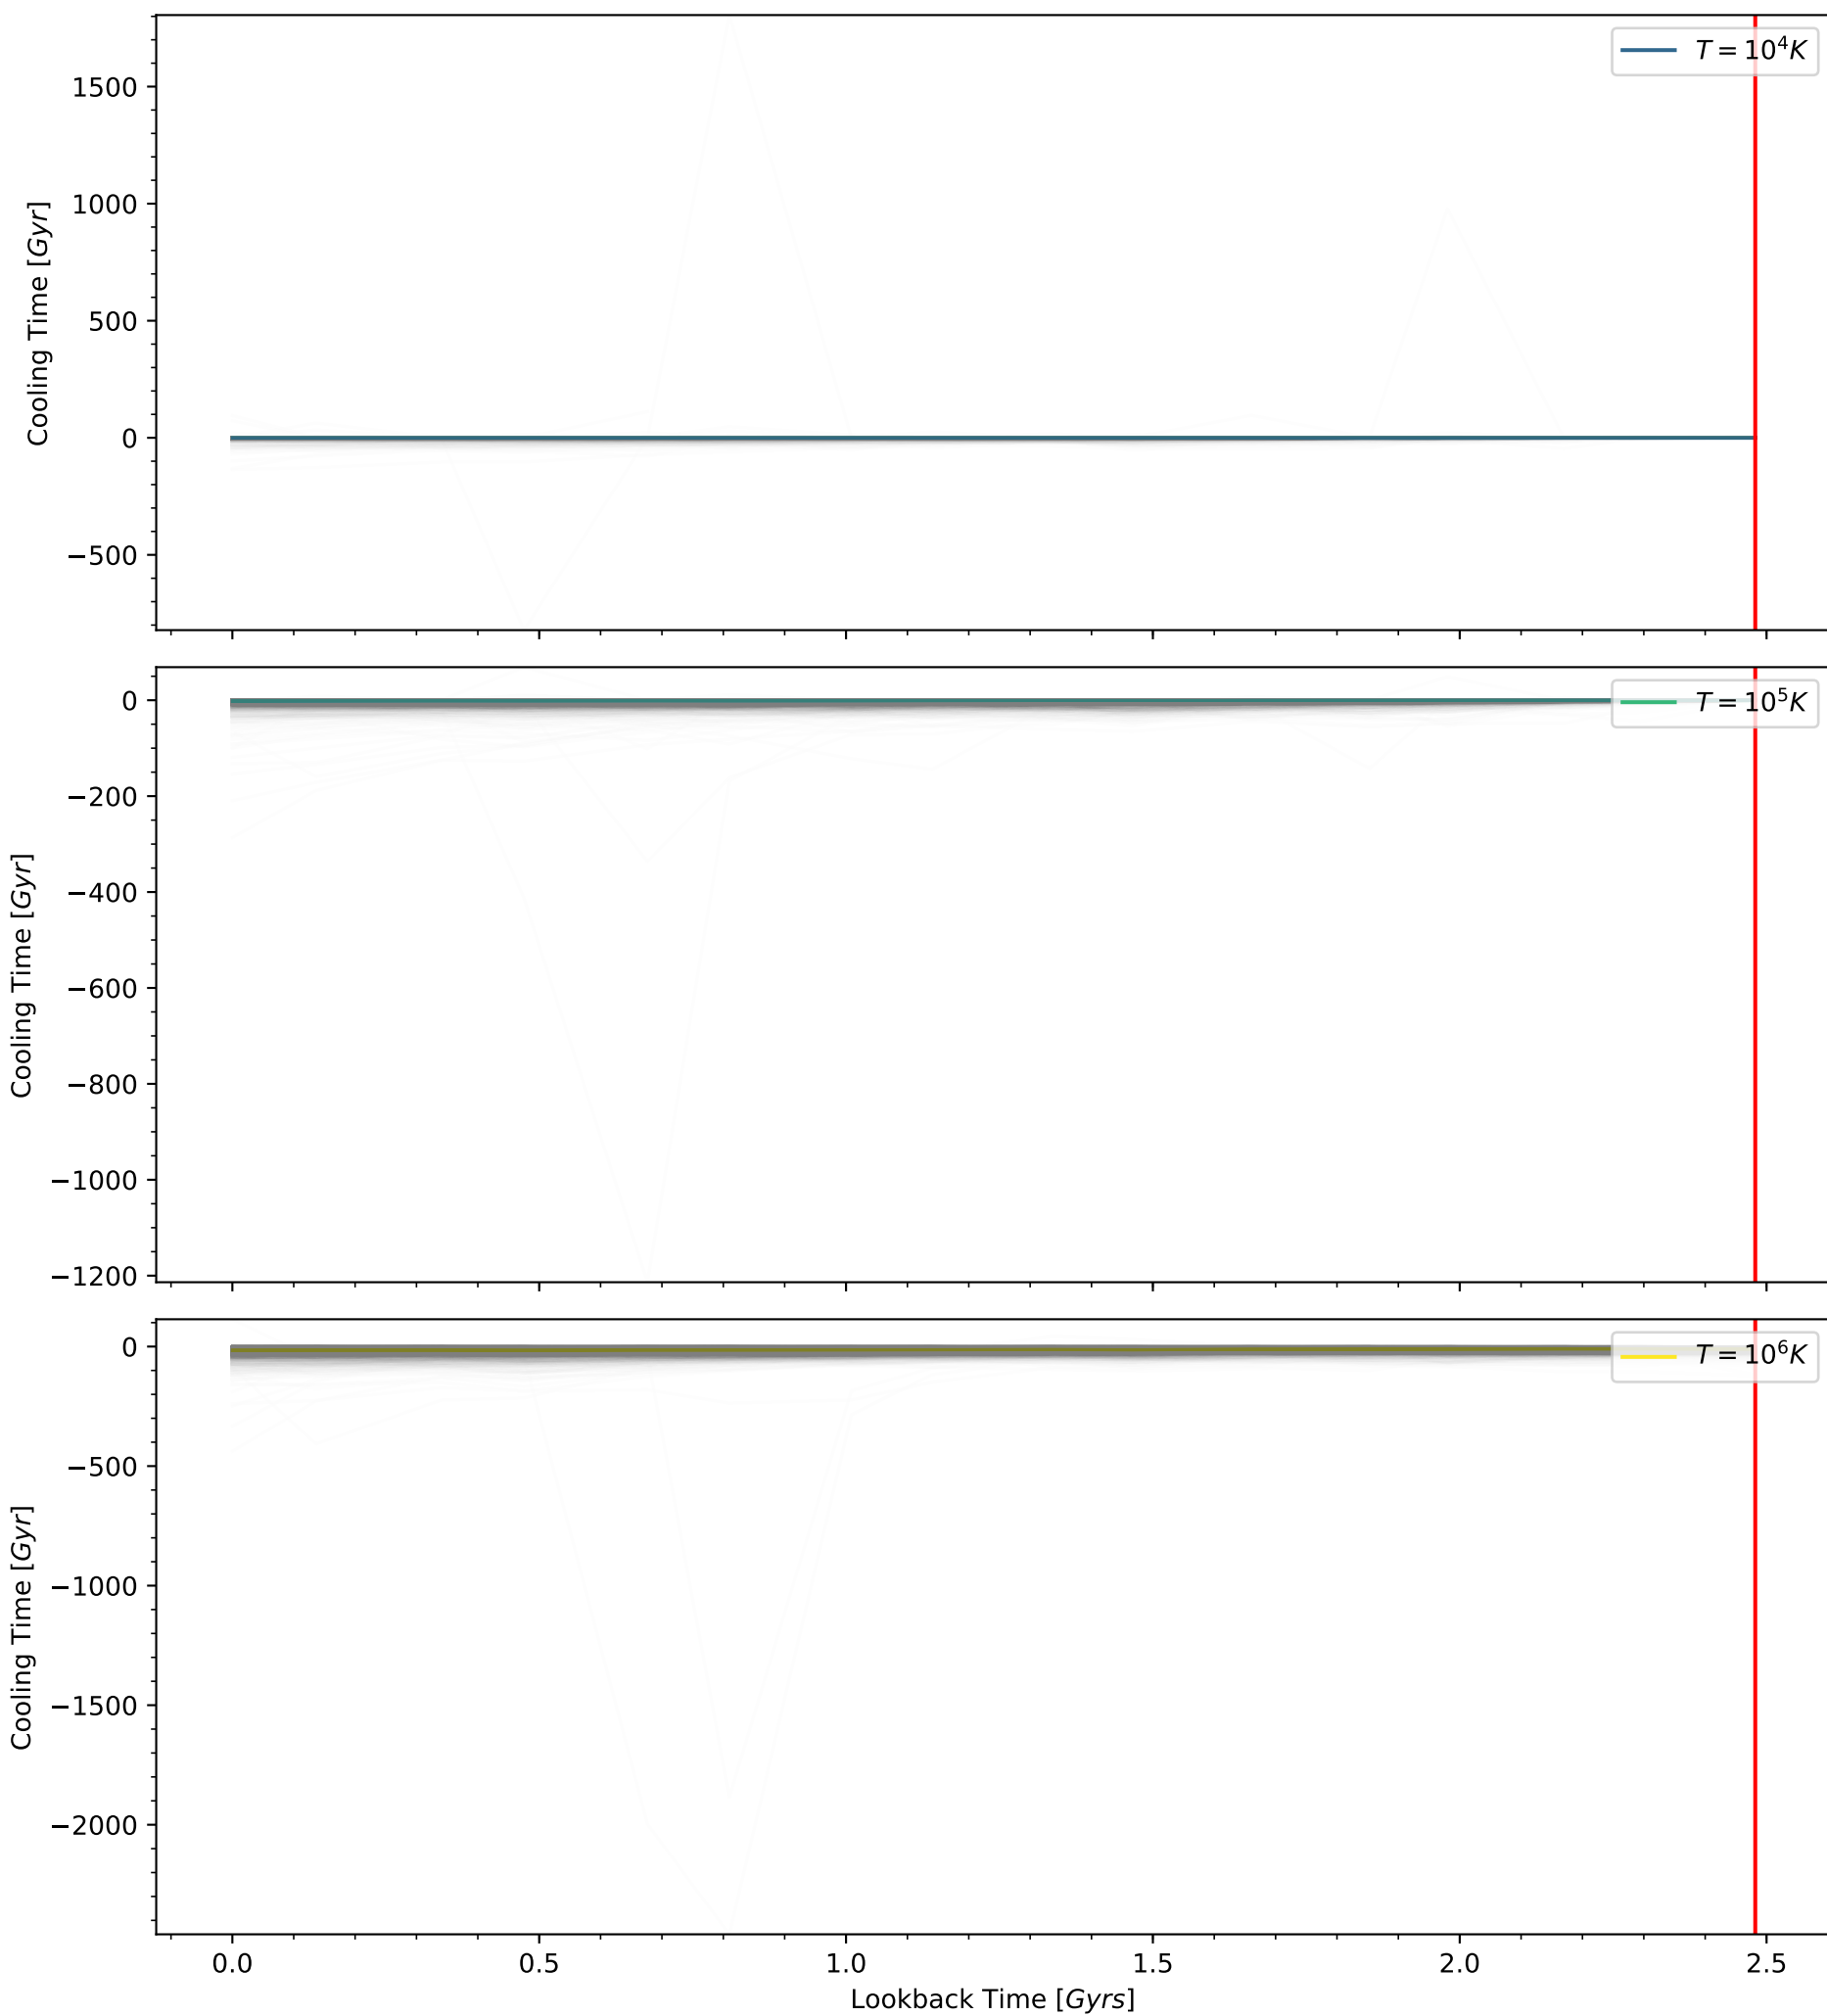 T = 10⁴K
1500
1000
500
0
−500
Cooling Time [Gyr]
T = 10⁵K
0
−200
−400
−600
−800
−1000
−1200
Cooling Time [Gyr]
T = 10⁶K
0
−500
−1000
−1500
−2000
Cooling Time [Gyr]
0.0 0.5 1.0 1.5 2.0 2.5
Lookback Time [Gyrs]